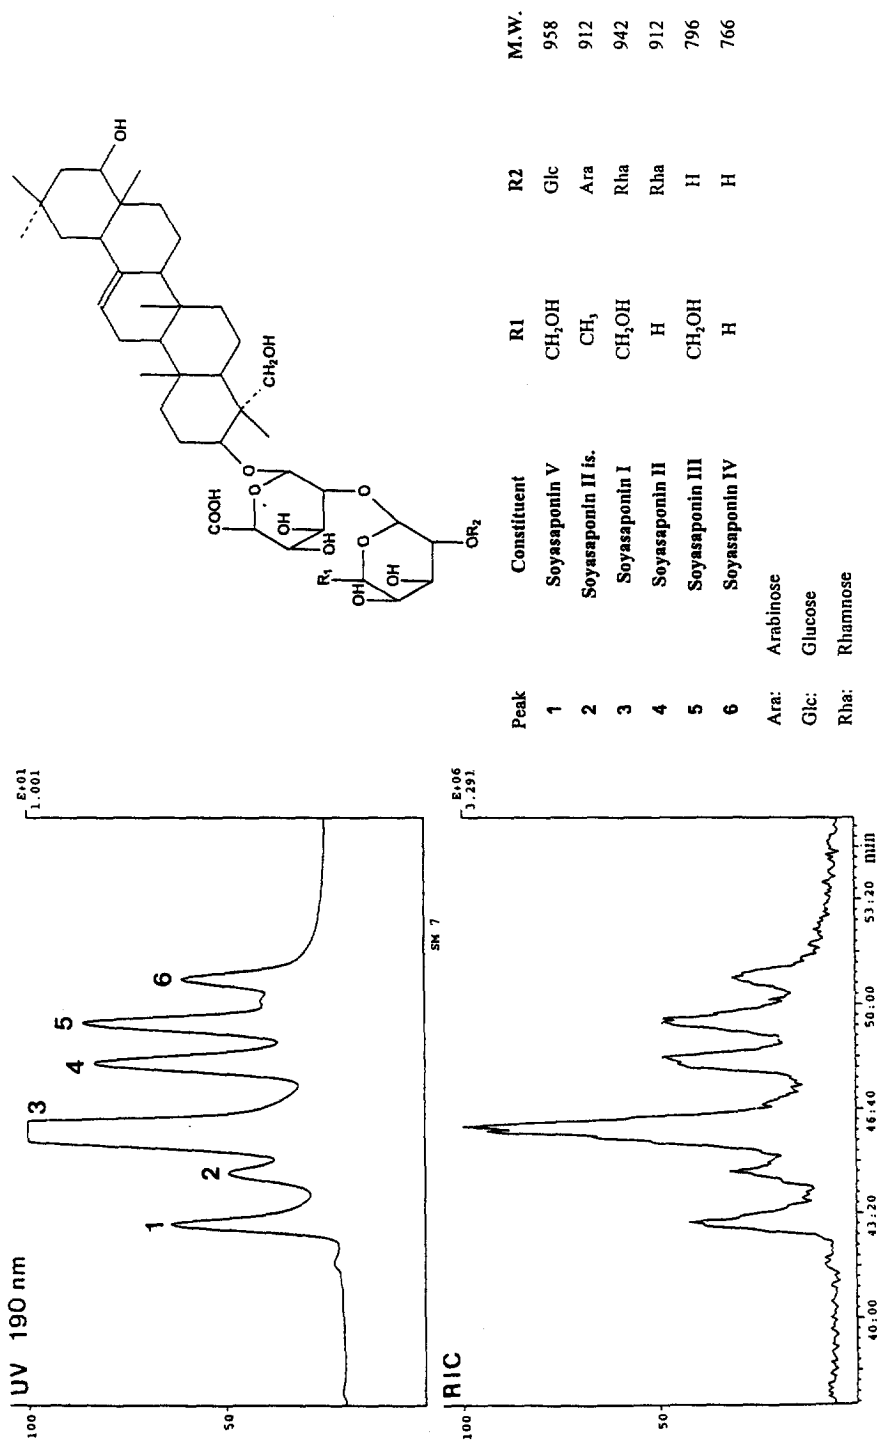 UV 190 nm
100
50
E+01
1.001
1
2
3
4
5
6
SM 7
RIC
100
50
E+06
3.291
40:00
43:20
46:40
50:00
53:20
min
OH
CH₂OH
O
COOH
O
OH
OH
O
R₁
O
OH
OH
OR₂
Peak Constituent R1 R2 M.W.
1 Soyasaponin V CH₂OH Glc 958
2 Soyasaponin II is. CH₃ Ara 912
3 Soyasaponin I CH₂OH Rha 942
4 Soyasaponin II H Rha 912
5 Soyasaponin III CH₂OH H 796
6 Soyasaponin IV H H 766
Ara: Arabinose
Glc: Glucose
Rha: Rhamnose